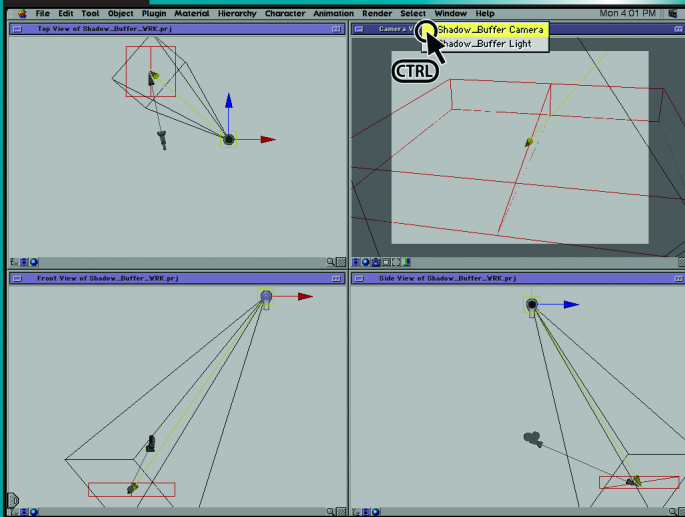 File Edit Tool Object Plugin Material Hierarchy Character Animation Render Select Window Help Mon 4:01 PM
Top View of Shadow_Buffer_WRK.prj
Camera V
Shadow_Buffer Camera
Shadow_Buffer Light
CTRL
Front View of Shadow_Buffer_WRK.prj
Side View of Shadow_Buffer_WRK.prj